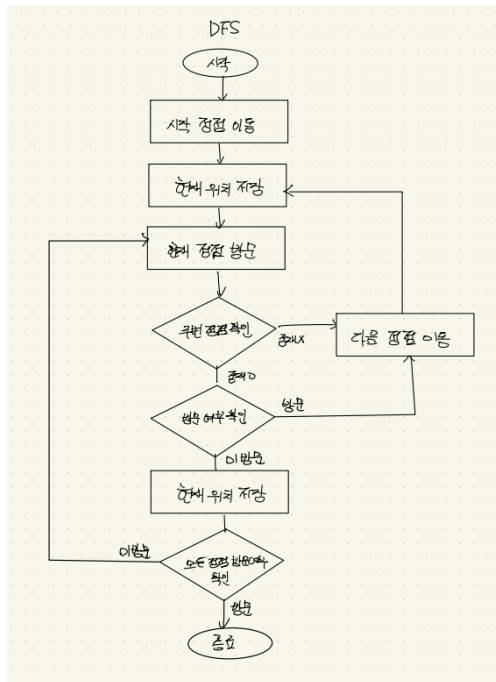 DFS
시작
시작 정점 이동
현재 위치 저장
현재 정점 방문
주변 정점 확인
존재X
다음 정점 이동
존재O
방문 여부 확인
방문
미방문
현재 위치 저장
미방문
모든 정점 방문여부
확인
방문
종료